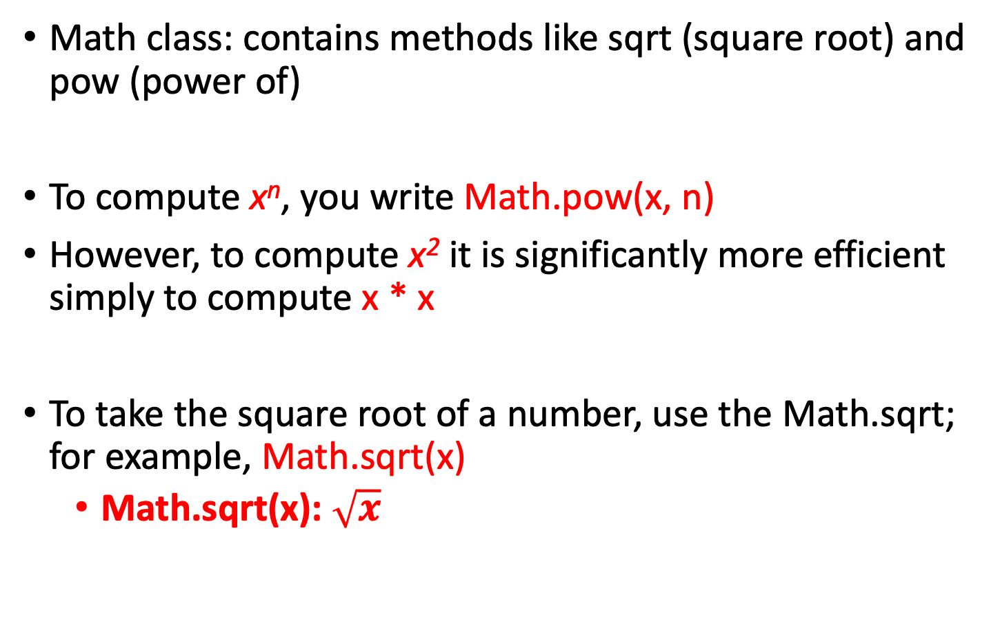 • Math class: contains methods like sqrt (square root) and
pow (power of)
• To compute xⁿ, you write Math.pow(x, n)
• However, to compute x² it is significantly more efficient
simply to compute x * x
• To take the square root of a number, use the Math.sqrt;
for example, Math.sqrt(x)
• Math.sqrt(x): √x